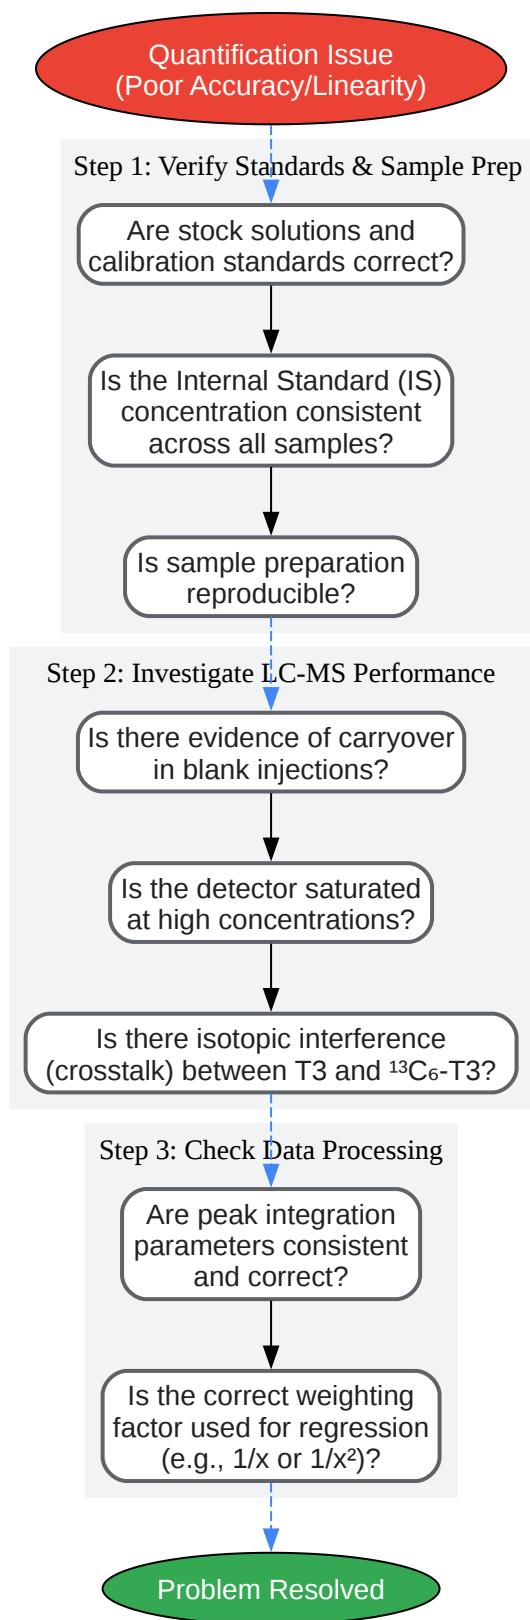 Quantification Issue
(Poor Accuracy/Linearity)
Step 1: Verify Standards & Sample Prep
Are stock solutions and
calibration standards correct?
Is the Internal Standard (IS)
concentration consistent
across all samples?
Is sample preparation
reproducible?
Step 2: Investigate LC-MS Performance
Is there evidence of carryover
in blank injections?
Is the detector saturated
at high concentrations?
Is there isotopic interference
(crosstalk) between T3 and ¹³C₆-T3?
Step 3: Check Data Processing
Are peak integration
parameters consistent
and correct?
Is the correct weighting
factor used for regression
(e.g., 1/x or 1/x²)?
Problem Resolved